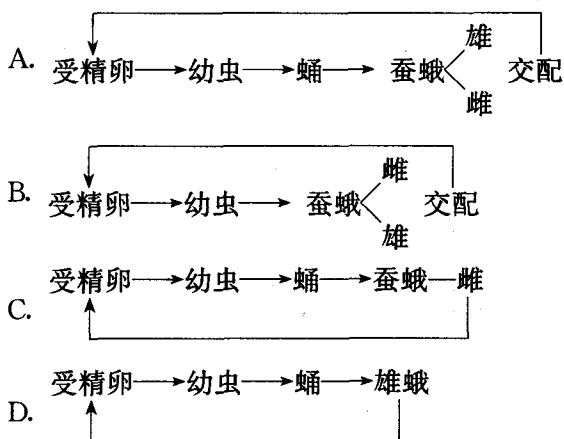 雄
A. 受精卵→幼虫→蛹→ 蚕蛾 交配
雌
雌
B. 受精卵→幼虫→ 蚕蛾 交配
雄
受精卵→幼虫→蛹→蚕蛾—雌
C.
受精卵→幼虫→蛹→雄蛾
D.